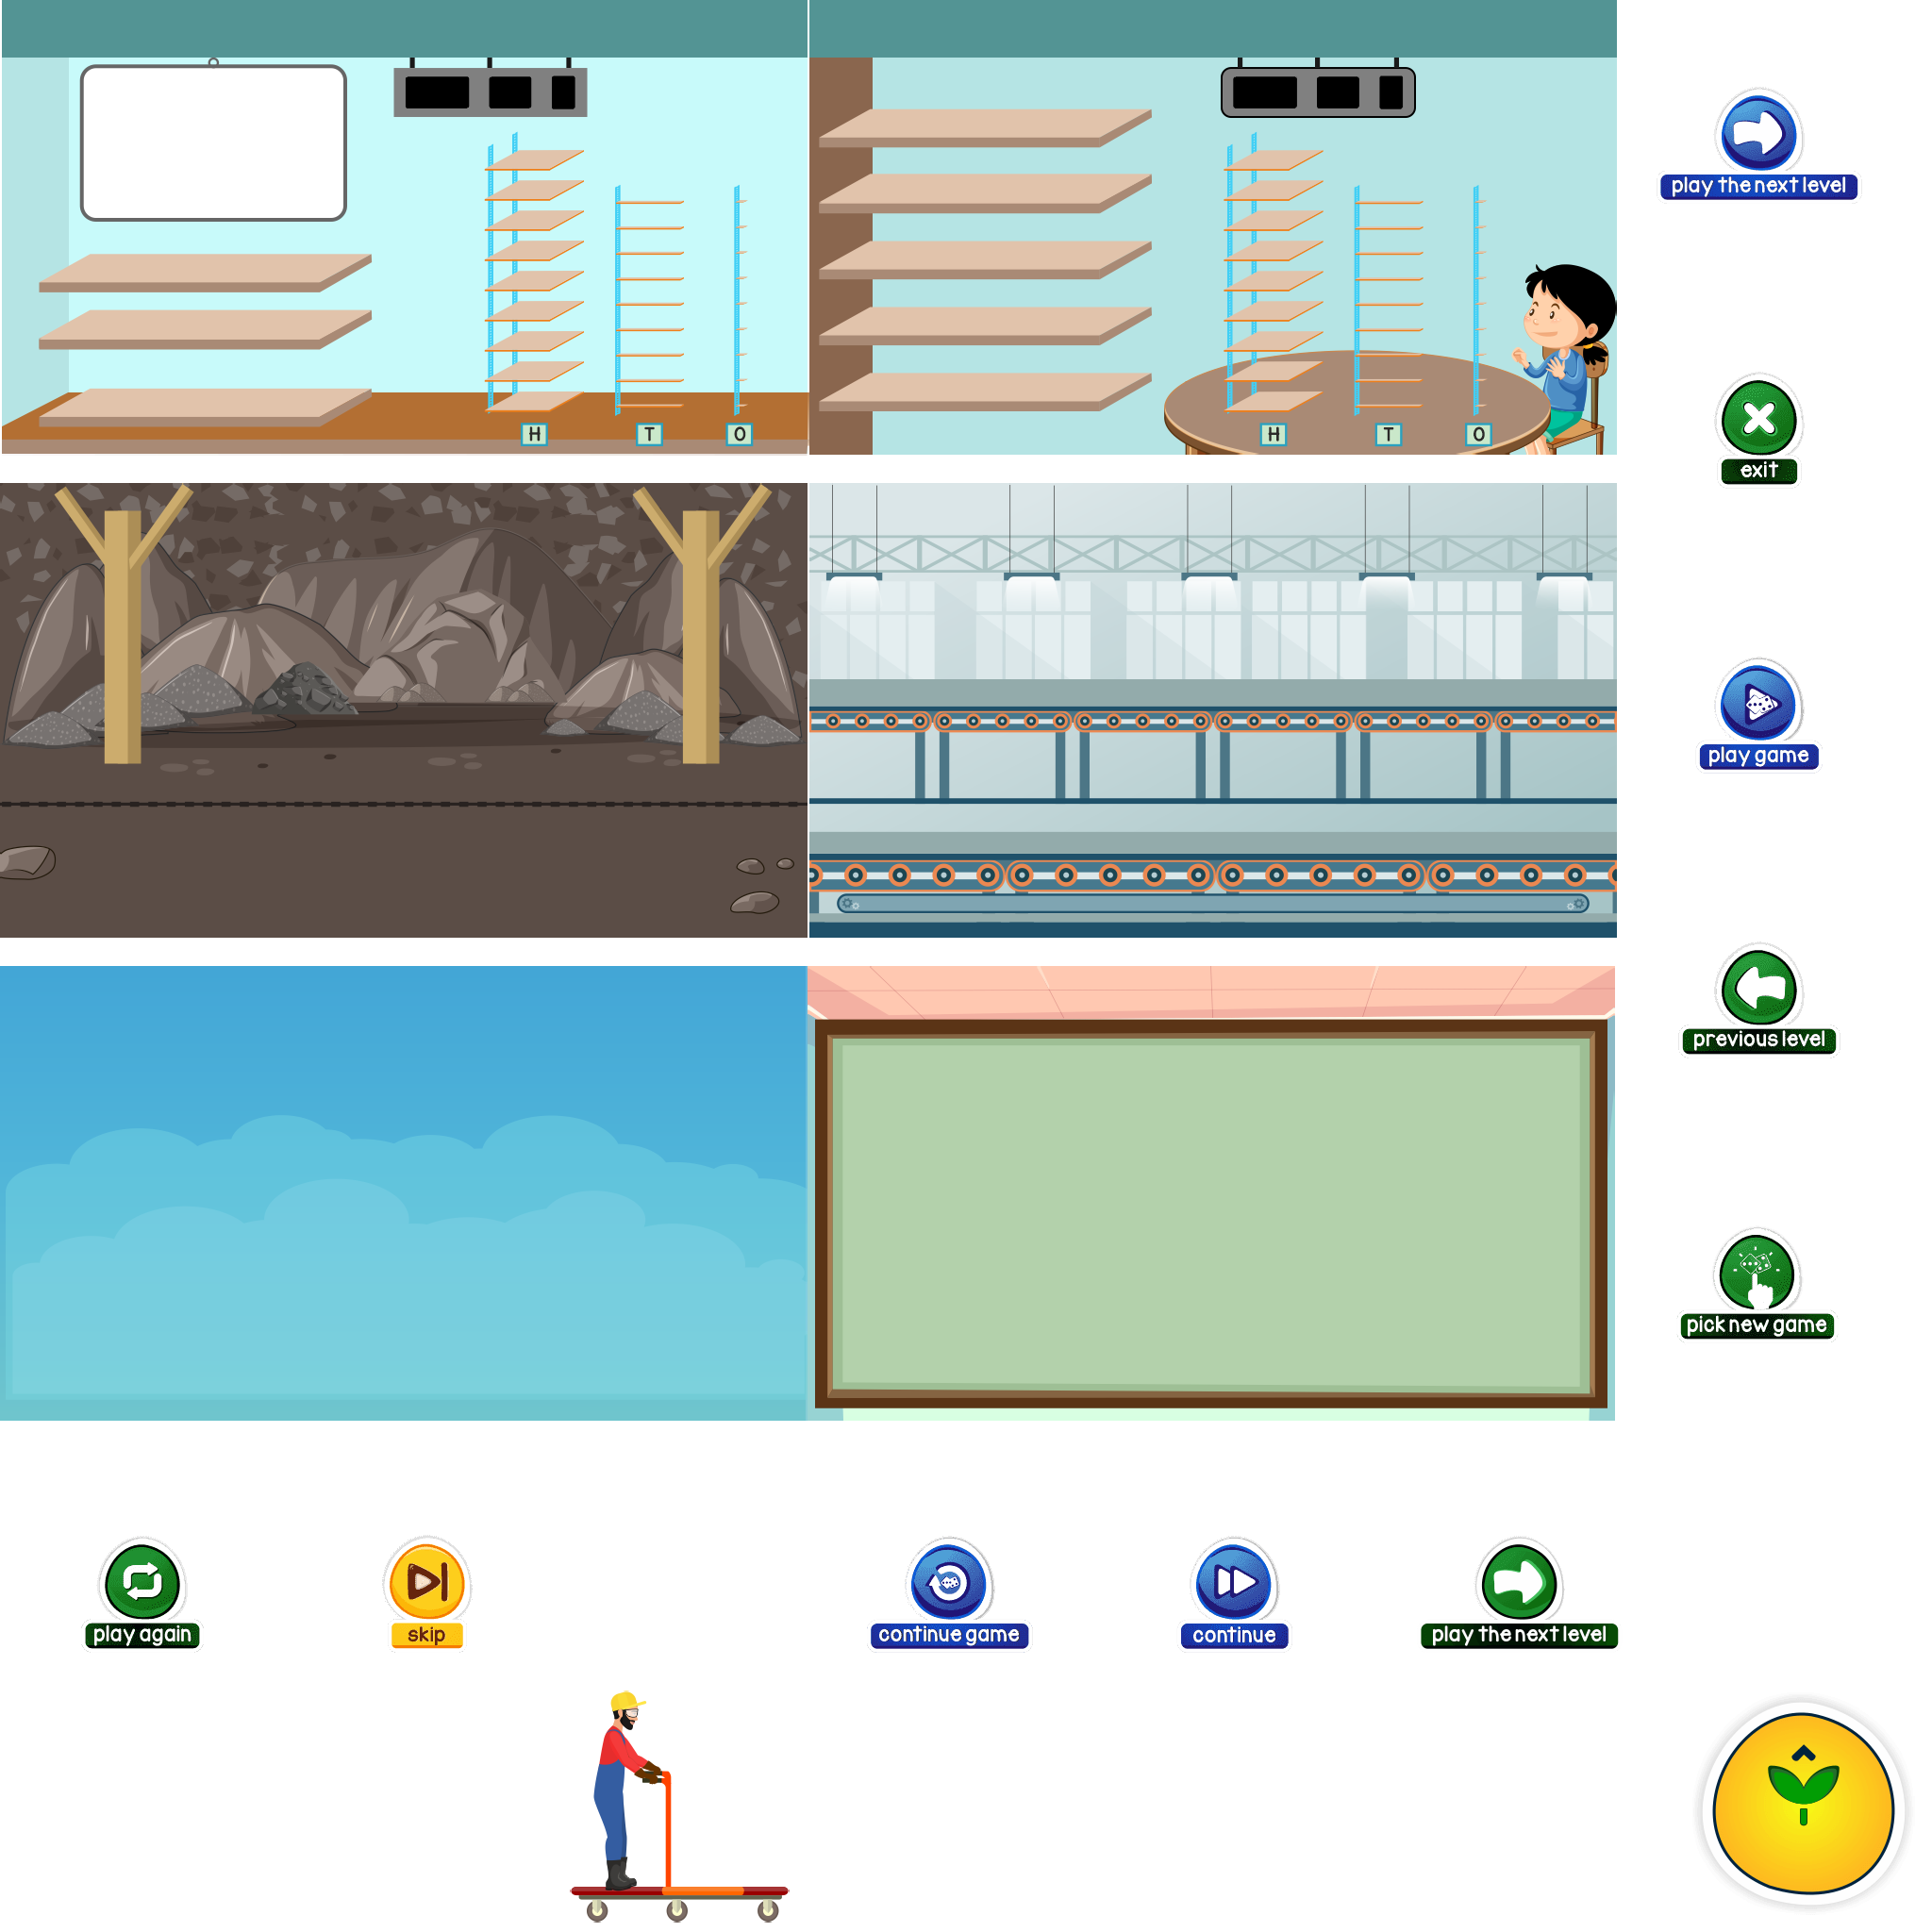 H T O
H T O
play the next level
exit
play game
previous level
pick new game
play again
skip
continue game
continue
play the next level